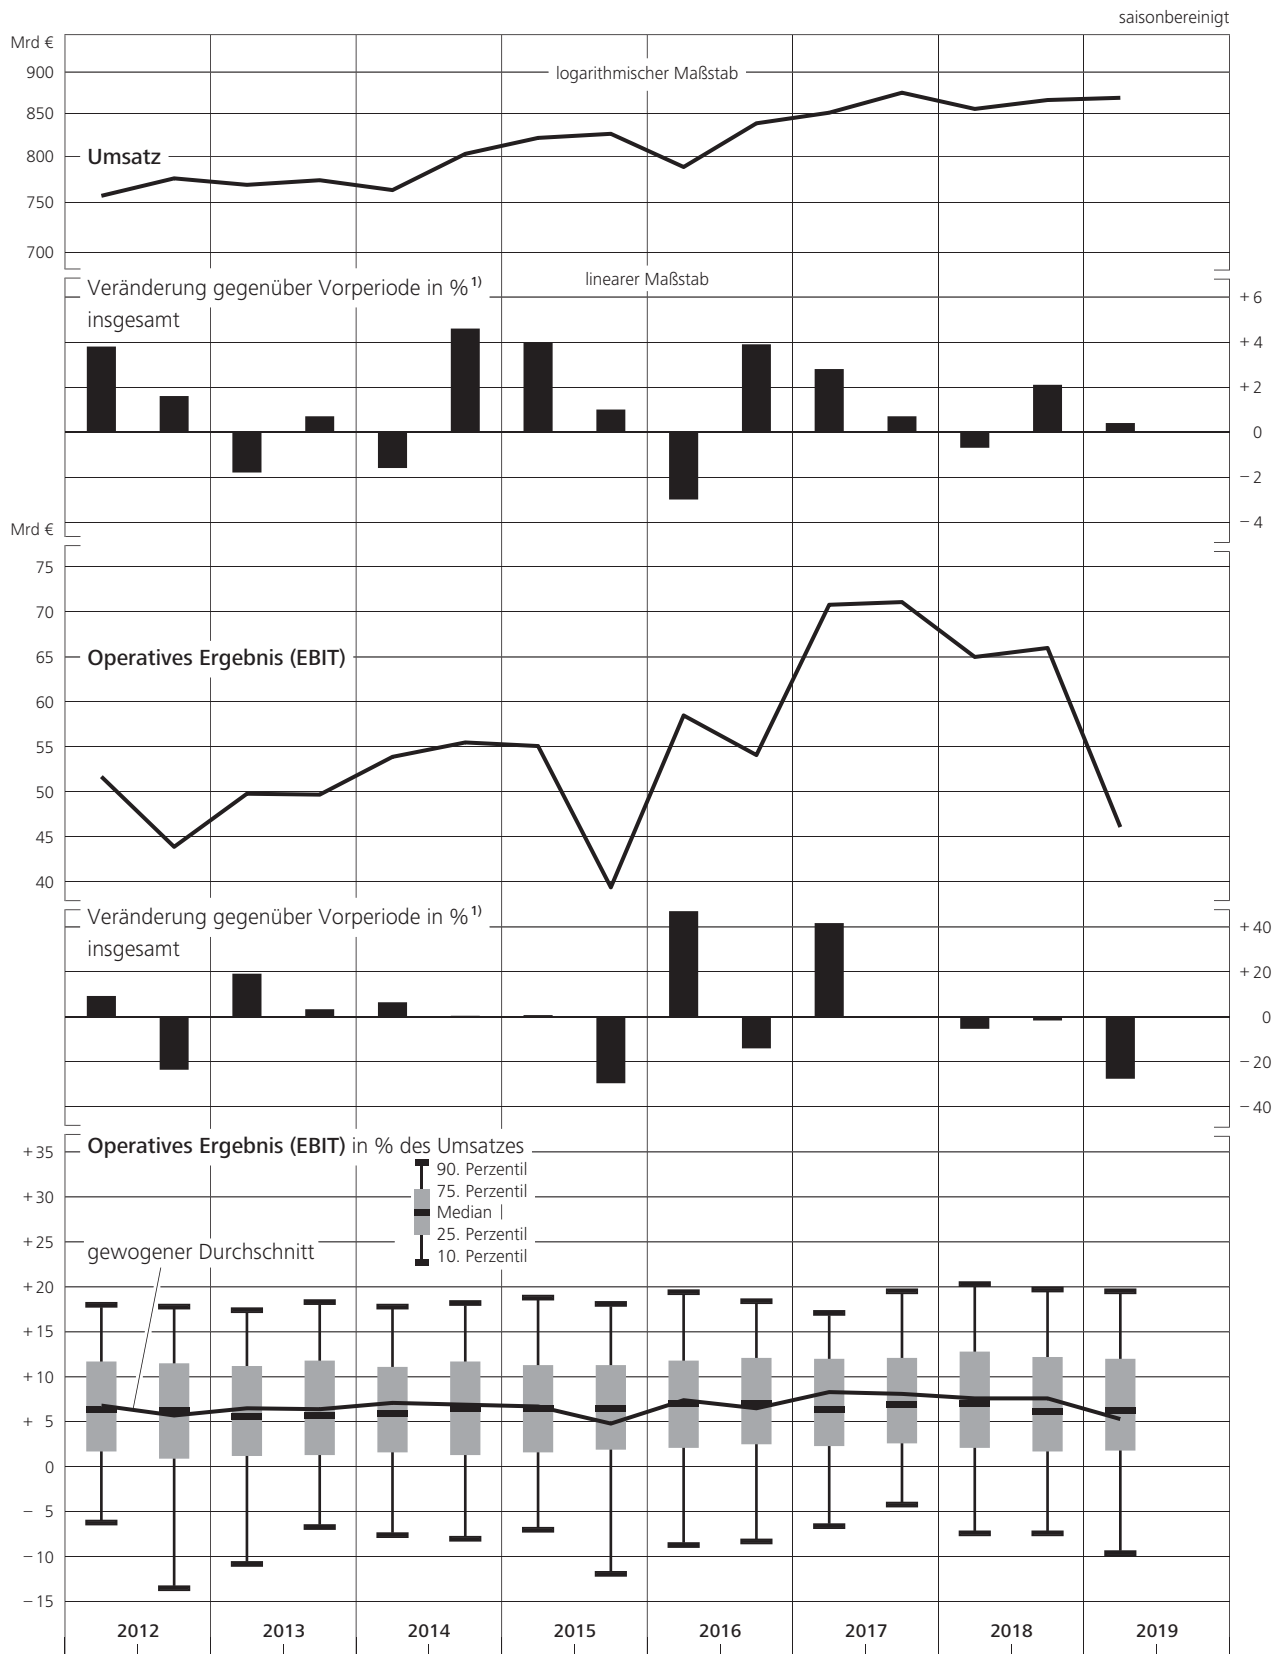 saisonbereinigt
Mrd €
900
logarithmischer Maßstab
850
800
Umsatz
750
700
Veränderung gegenüber Vorperiode in %¹⁾
linearer Maßstab
insgesamt
+ 6
+ 4
+ 2
0
− 2
− 4
Mrd €
75
70
65
Operatives Ergebnis (EBIT)
60
55
50
45
40
Veränderung gegenüber Vorperiode in %¹⁾
insgesamt
+ 40
+ 20
0
− 20
− 40
Operatives Ergebnis (EBIT) in % des Umsatzes
+ 35
90. Perzentil
75. Perzentil
+ 30
Median
25. Perzentil
+ 25
gewogener Durchschnitt
10. Perzentil
+ 20
+ 15
+ 10
+ 5
0
− 5
− 10
− 15
2012 2013 2014 2015 2016 2017 2018 2019